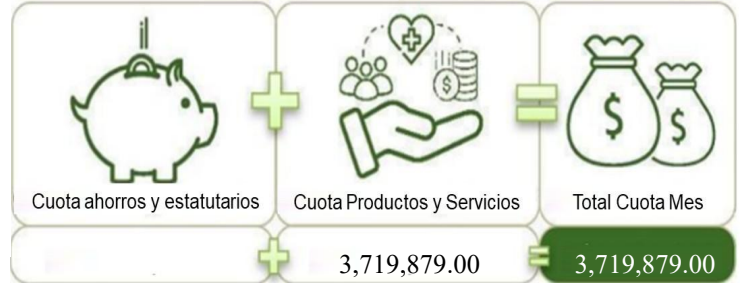 Cuota ahorros y estatutarios
Cuota Productos y Servicios
Total Cuota Mes
3,719,879.00
3,719,879.00